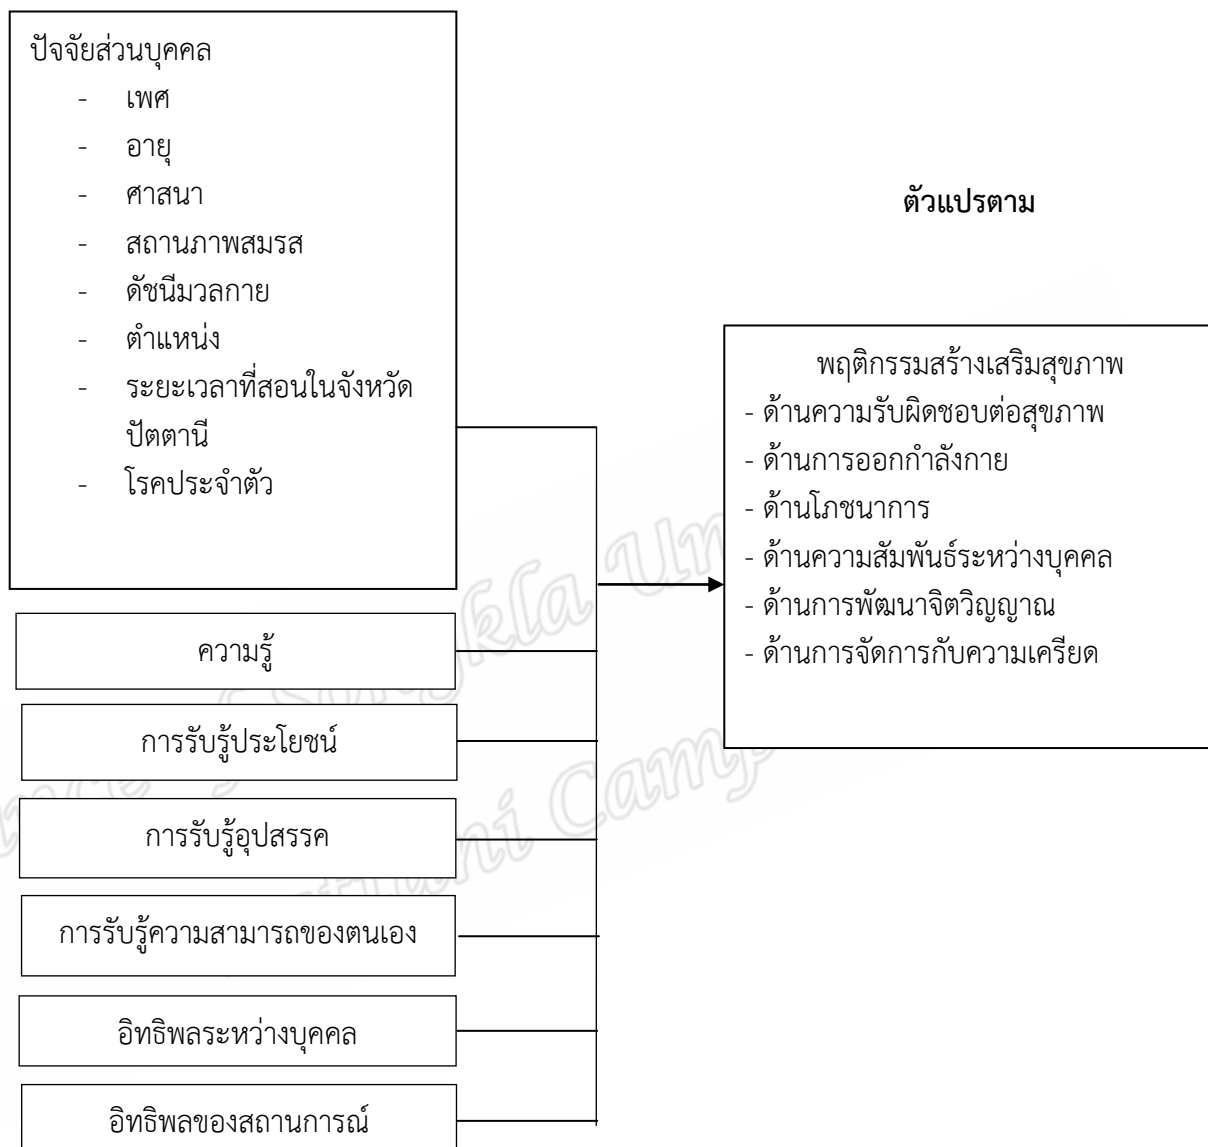 ปัจจัยส่วนบุคคล
- เพศ
- อายุ
- ศาสนา
- สถานภาพสมรส
- ดัชนีมวลกาย
- ตำแหน่ง
- ระยะเวลาที่สอนในจังหวัด
ปัตตานี
- โรคประจำตัว
ความรู้
การรับรู้ประโยชน์
การรับรู้อุปสรรค
การรับรู้ความสามารถของตนเอง
อิทธิพลระหว่างบุคคล
อิทธิพลของสถานการณ์
ตัวแปรตาม
พฤติกรรมสร้างเสริมสุขภาพ
- ด้านความรับผิดชอบต่อสุขภาพ
- ด้านการออกกำลังกาย
- ด้านโภชนาการ
- ด้านความสัมพันธ์ระหว่างบุคคล
- ด้านการพัฒนาจิตวิญญาณ
- ด้านการจัดการกับความเครียด